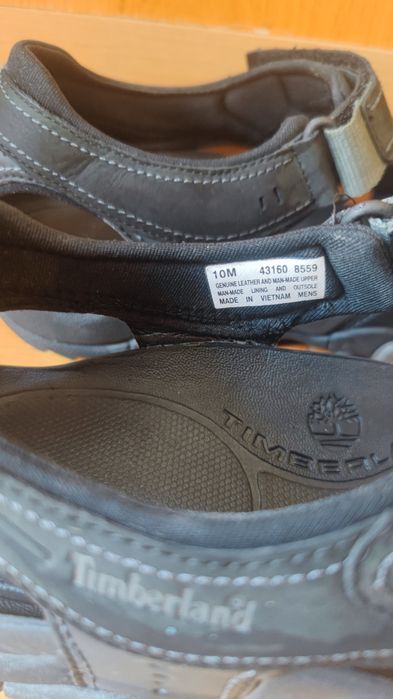 10M 43160 8559
GENUINE LEATHER AND MAN-MADE UPPER
MAN-MADE LINING AND OUTSOLE
MADE IN VIETNAM MENS
TIMBERL
Timberland